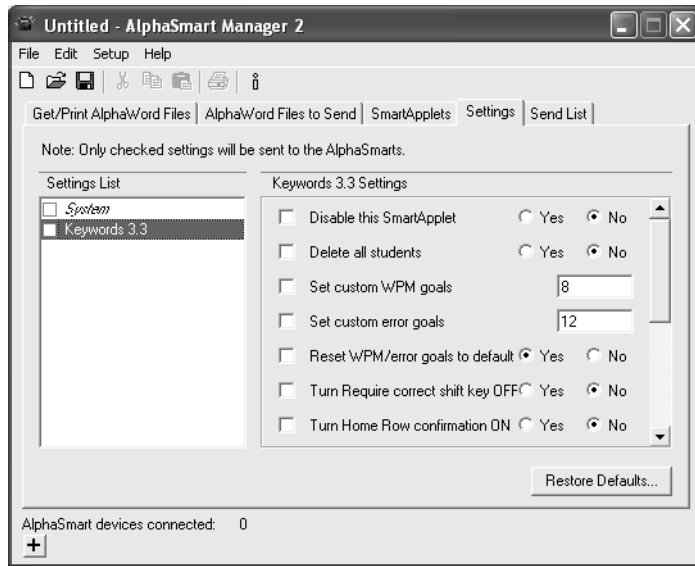 Untitled - AlphaSmart Manager 2
File Edit Setup Help
Get/Print AlphaWord Files AlphaWord Files to Send SmartApplets Settings Send List
Note: Only checked settings will be sent to the AlphaSmarts.
Settings List
System
Keywords 3.3
Keywords 3.3 Settings
Disable this SmartApplet Yes No
Delete all students Yes No
Set custom WPM goals 8
Set custom error goals 12
Reset WPM/error goals to default Yes No
Turn Require correct shift key OFF Yes No
Turn Home Row confirmation ON Yes No
Restore Defaults...
AlphaSmart devices connected: 0